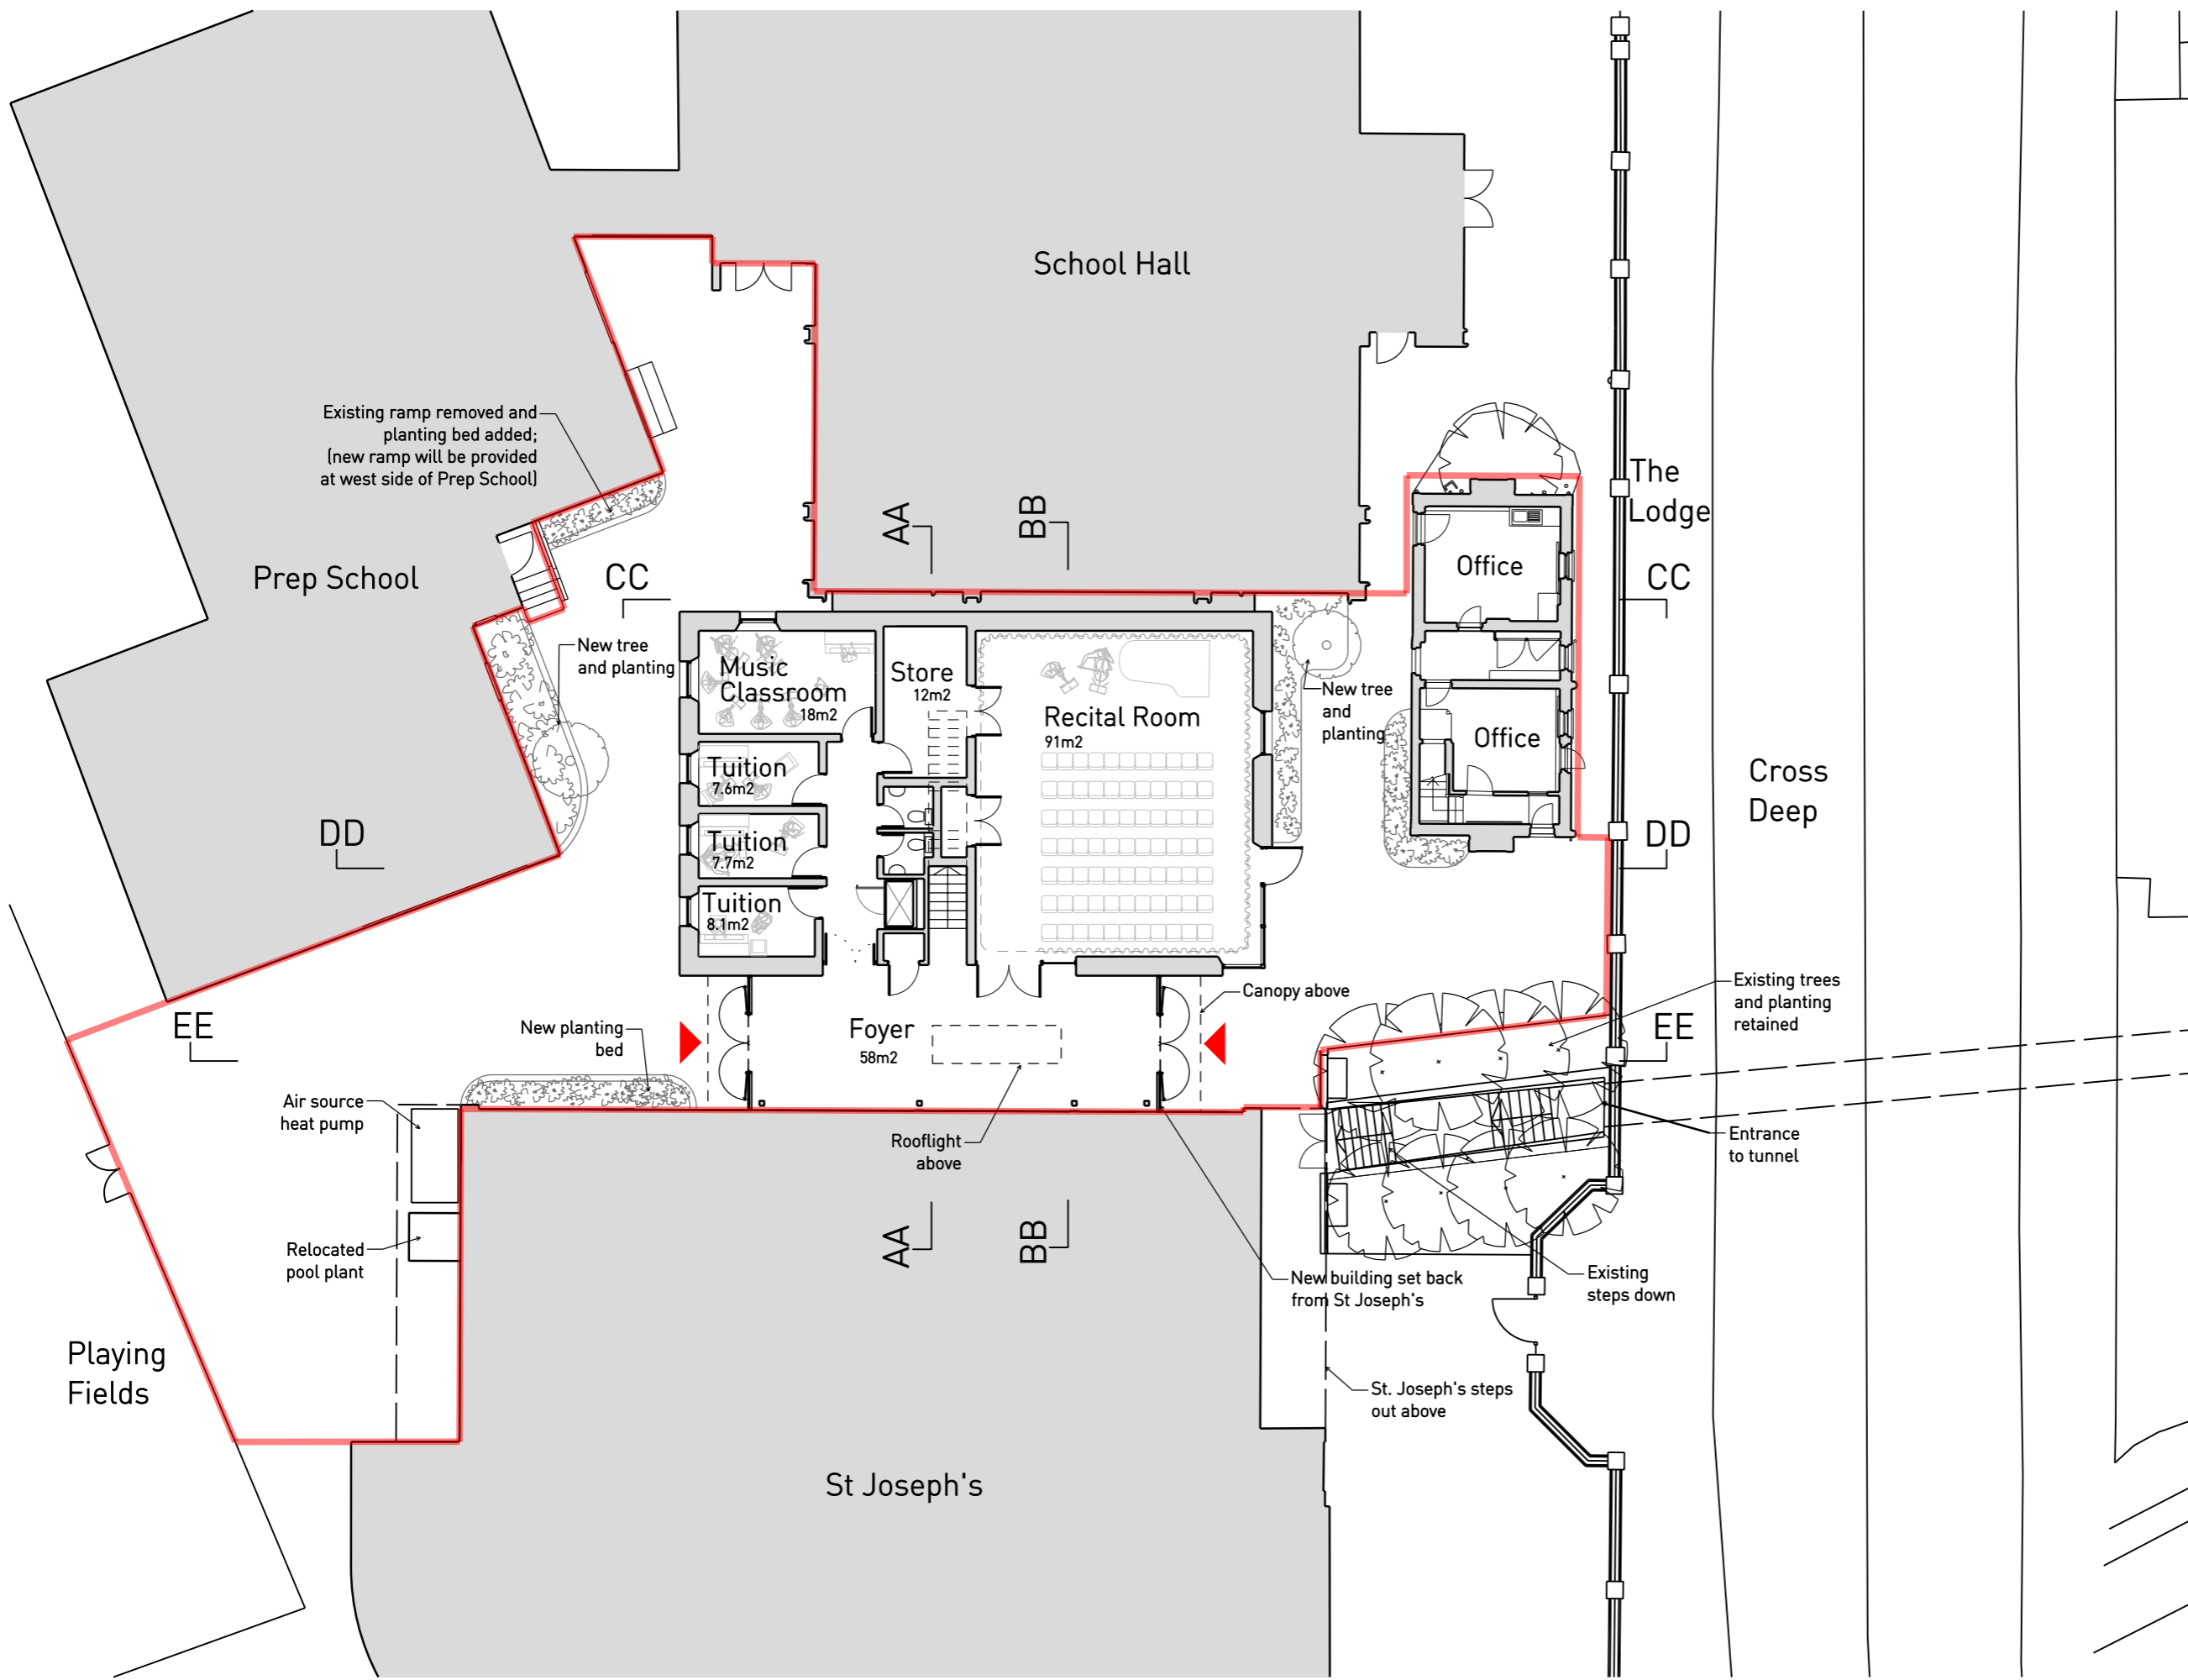 School Hall
Existing ramp removed and
planting bed added;
(new ramp will be provided
at west side of Prep School)
The
Lodge
AA
BB
Office
Prep School
CC
CC
New tree
and planting
Music
Classroom
18m2
Store
12m2
New tree
and
planting
Recital Room
91m2
Office
Tuition
7.6m2
Cross
Deep
DD
Tuition
7.7m2
DD
Tuition
8.1m2
Existing trees
and planting
retained
Canopy above
EE
New planting
bed
Foyer
58m2
EE
Air source
heat pump
Rooflight
above
Entrance
to tunnel
AA
BB
Relocated
pool plant
New building set back
from St Joseph's
Existing
steps down
Playing
Fields
St. Joseph's steps
out above
St Joseph's